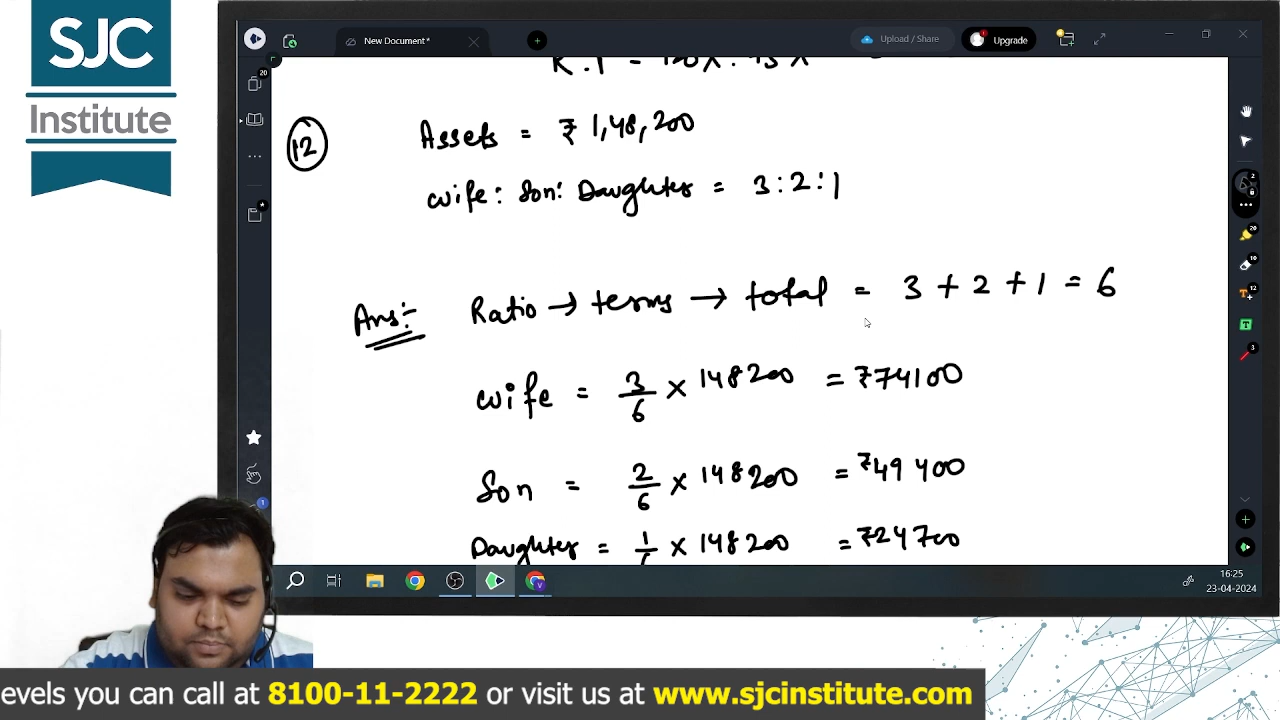 SJC
Institute
New Document*
Upload / Share
Upgrade
12
Assets = ₹ 1,48,200
Wife : Son : Daughter = 3 : 2 : 1
Ans:- Ratio → terms → total = 3 + 2 + 1 = 6
Wife = 3/6 × 148200 = ₹74100
Son = 2/6 × 148200 = ₹49400
Daughter = 1/ × 148200 = ₹24700
16:25
23-04-2024
evels you can call at 8100-11-2222 or visit us at www.sjcinstitute.com